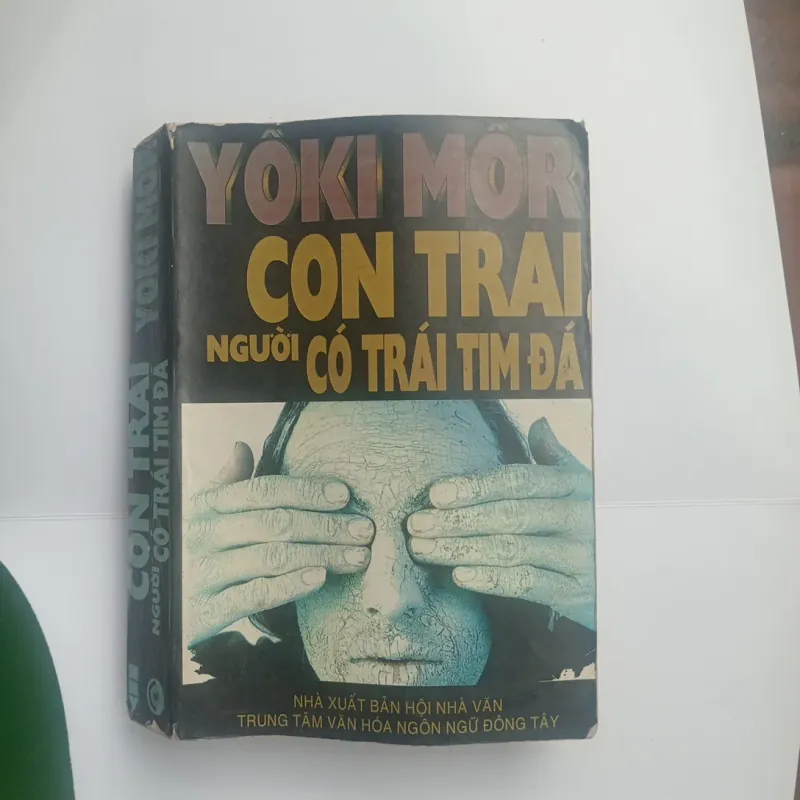 YÔKI MÔR
CON TRAI
NGƯỜI CÓ TRÁI TIM ĐÁ
NHÀ XUẤT BẢN HỘI NHÀ VĂN
TRUNG TÂM VĂN HÓA NGÔN NGỮ ĐÔNG TÂY
YOKI MÔR
CON TRAI
NGƯỜI CÓ TRÁI TIM ĐÁ